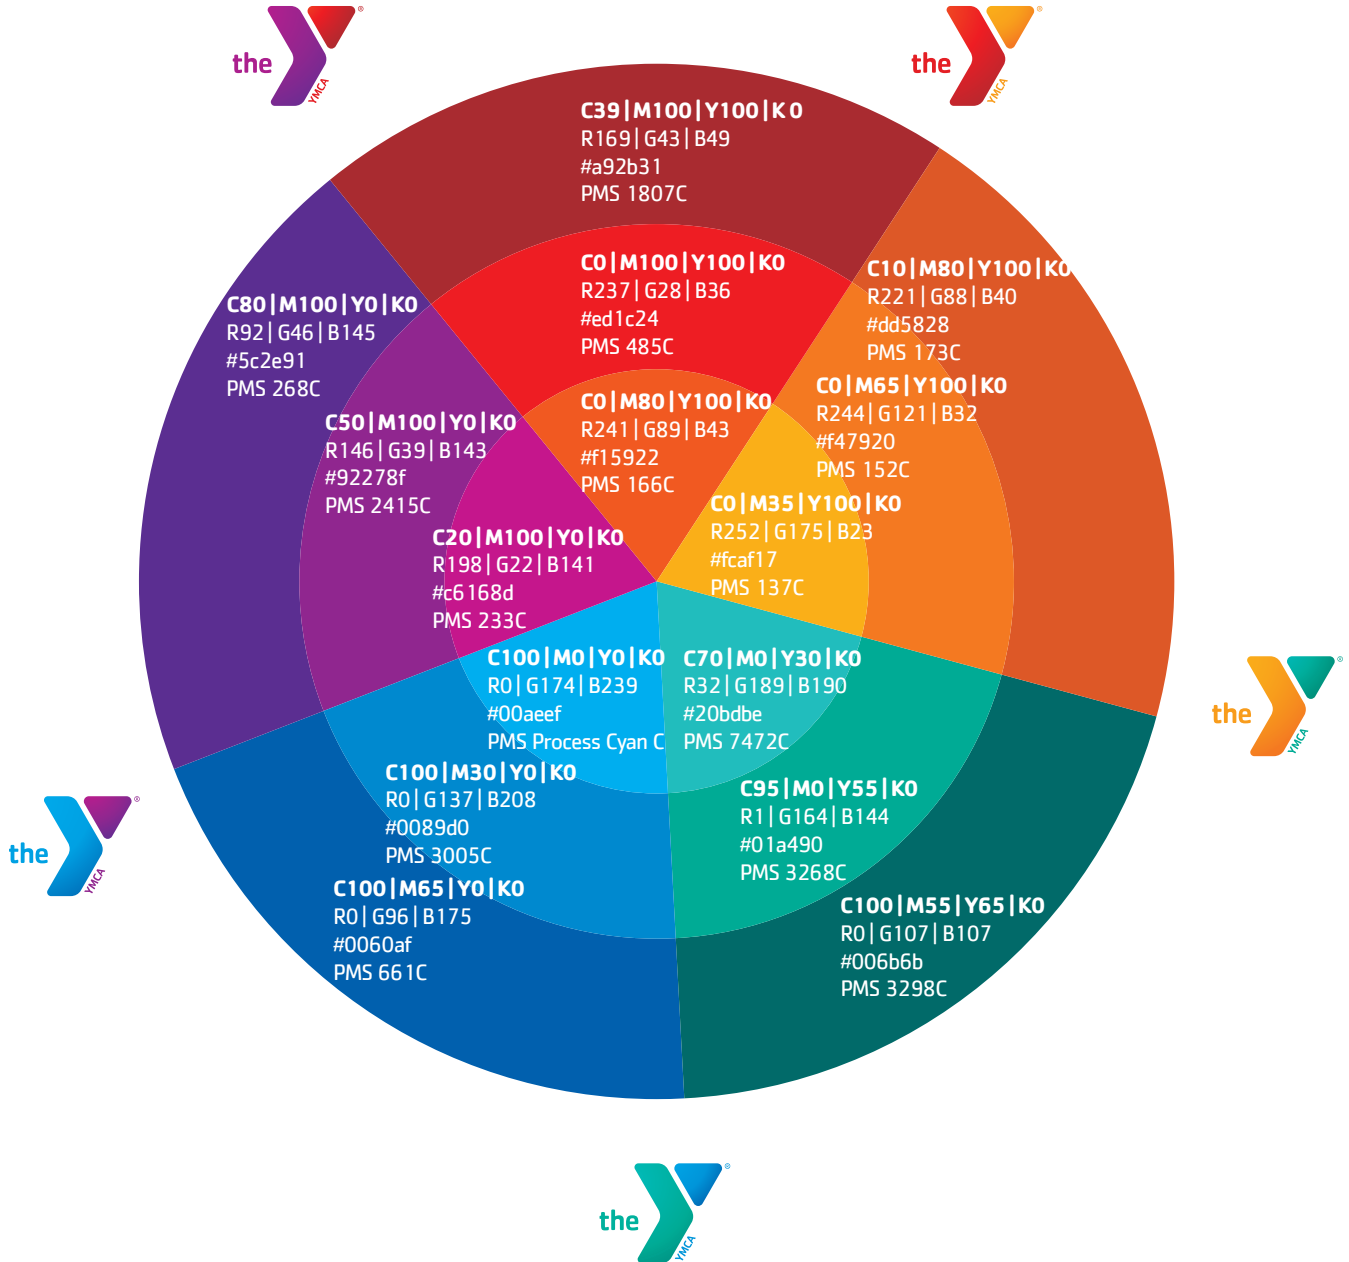 the
YMCA
®
the
YMCA
®
C39|M100|Y100|K 0
R169|G43|B49
#a92b31
PMS 1807C
C0|M100|Y100|K0
R237|G28|B36
#ed1c24
PMS 485C
C10|M80|Y100|K0
R221|G88|B40
#dd5828
PMS 173C
C80|M100|Y0|K0
R92|G46|B145
#5c2e91
PMS 268C
C0|M80|Y100|K0
R241|G89|B43
#f15922
PMS 166C
C0|M65|Y100|K0
R244|G121|B32
#f47920
PMS 152C
C50|M100|Y0|K0
R146|G39|B143
#92278f
PMS 2415C
C0|M35|Y100|K0
R252|G175|B23
#fcaf17
PMS 137C
C20|M100|Y0|K0
R198|G22|B141
#c6168d
PMS 233C
C100|M0|Y0|K0
R0|G174|B239
#00aeef
PMS Process Cyan C
C70|M0|Y30|K0
R32|G189|B190
#20bdbe
PMS 7472C
the
YMCA
®
C100|M30|Y0|K0
R0|G137|B208
#0089d0
PMS 3005C
C95|M0|Y55|K0
R1|G164|B144
#01a490
PMS 3268C
the
YMCA
®
C100|M65|Y0|K0
R0|G96|B175
#0060af
PMS 661C
C100|M55|Y65|K0
R0|G107|B107
#006b6b
PMS 3298C
the
YMCA
®